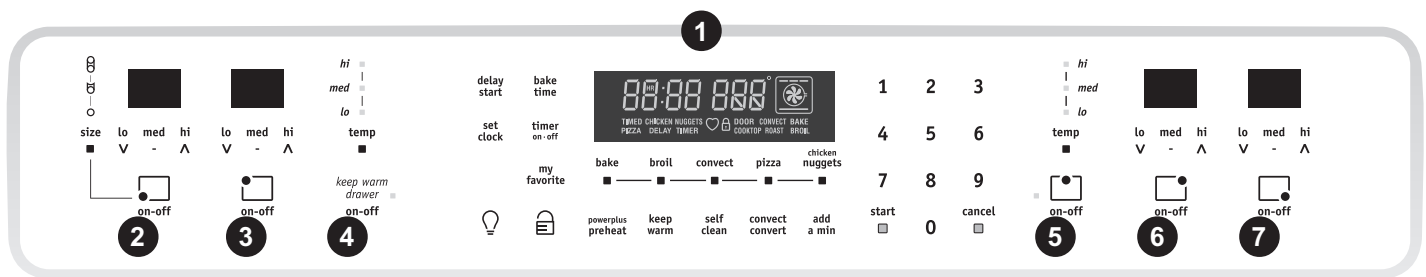 1
size
lo med hi
on-off
2
lo med hi
on-off
3
hi
med
lo
temp
keep warm
drawer
on-off
4
delay
start
bake
time
set
clock
timer
on-off
my
favorite
88:88 888°
HR
TIMED CHICKEN NUGGETS DOOR CONVECT BAKE
PIZZA DELAY TIMER COOKTOP ROAST BROIL
bake
broil
convect
pizza
chicken
nuggets
powerplus
preheat
keep
warm
self
clean
convect
convert
add
a min
1 2 3
4 5 6
7 8 9
start
0
cancel
hi
med
lo
temp
on-off
5
lo med hi
on-off
6
lo med hi
on-off
7